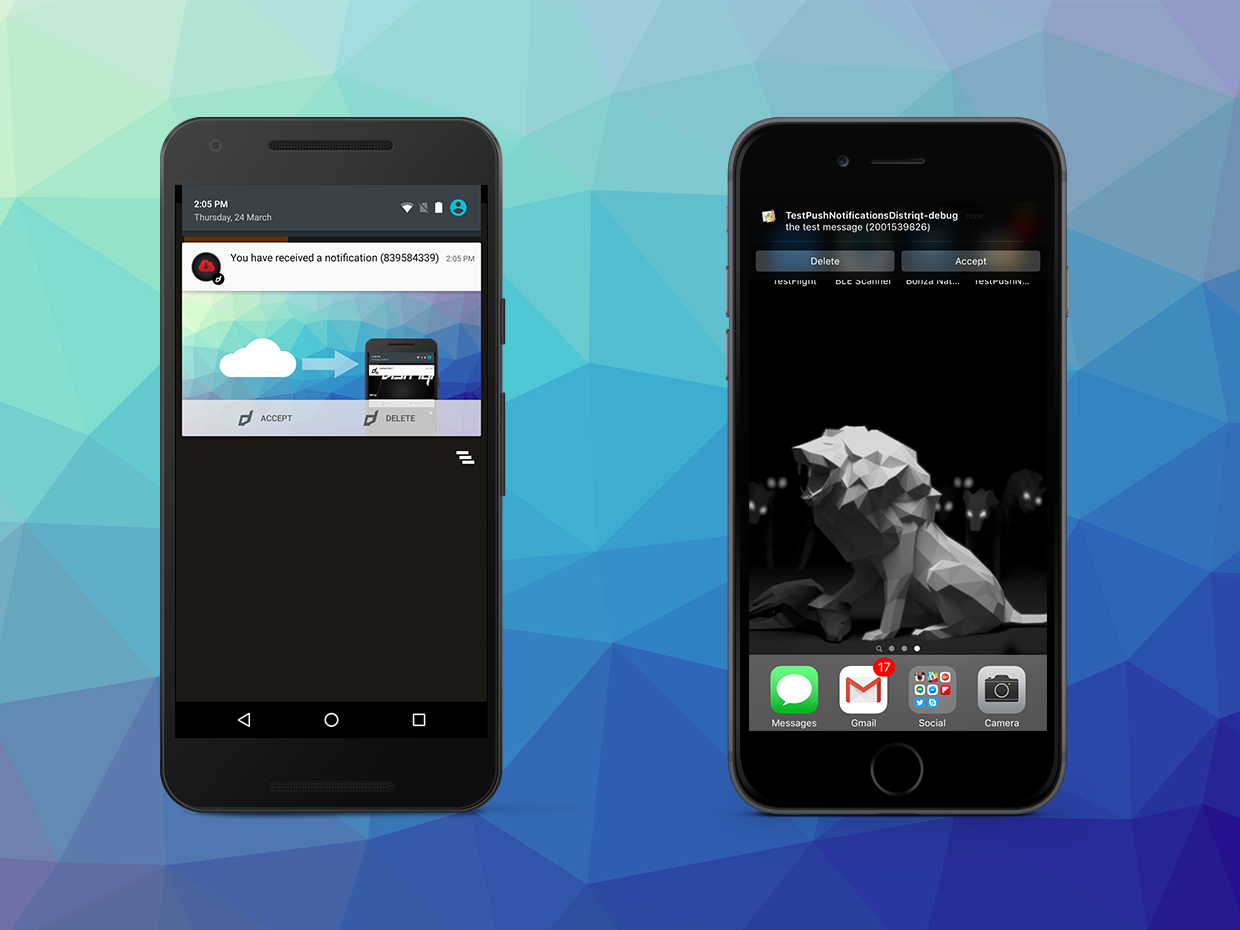 2:05 PM
Thursday, 24 March
You have received a notification (839584339) 2:05 PM
ACCEPT DELETE
TestPushNotificationsDistriqt-debug now
the test message (2001539826)
Delete Accept
TestFlight BLE Scanner Bonza Nat... TestPushN...
17
Messages Gmail Social Camera